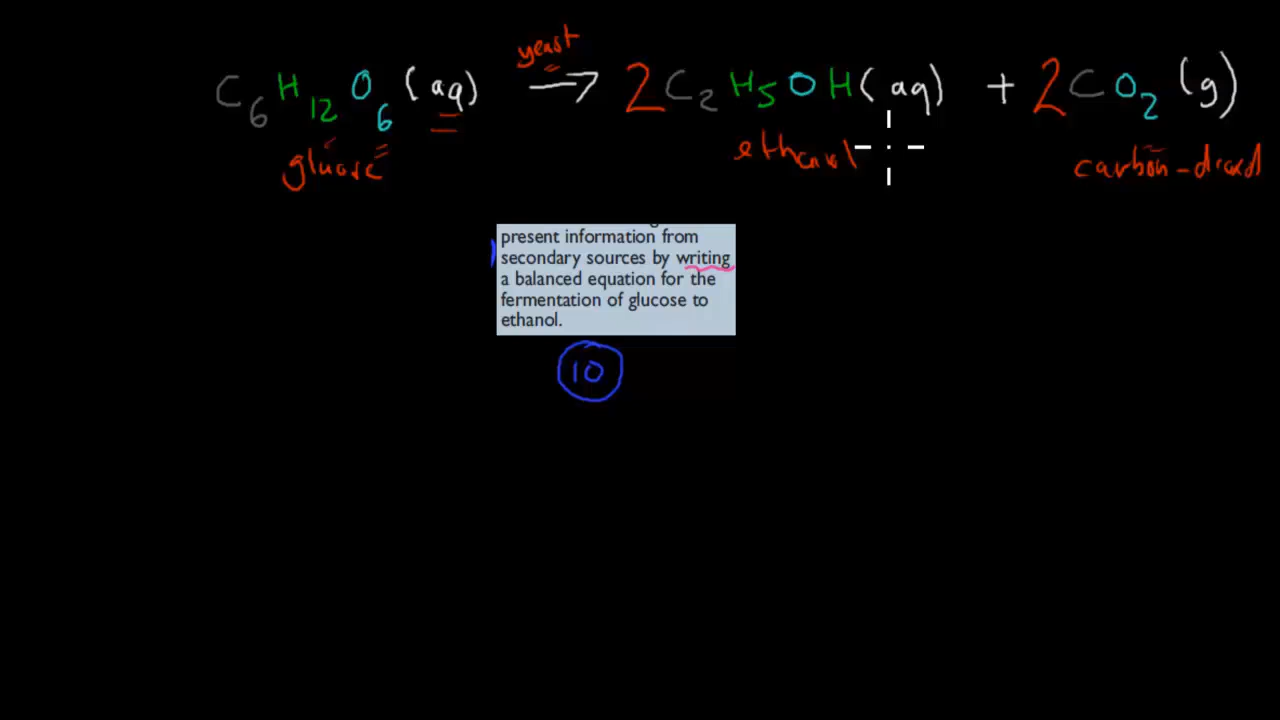 yeast
C6H12O6 (aq) → 2C2H5OH(aq) + 2CO2 (g)
glucose ethanol carbon-dioxd
present information from
secondary sources by writing
a balanced equation for the
fermentation of glucose to
ethanol.
10